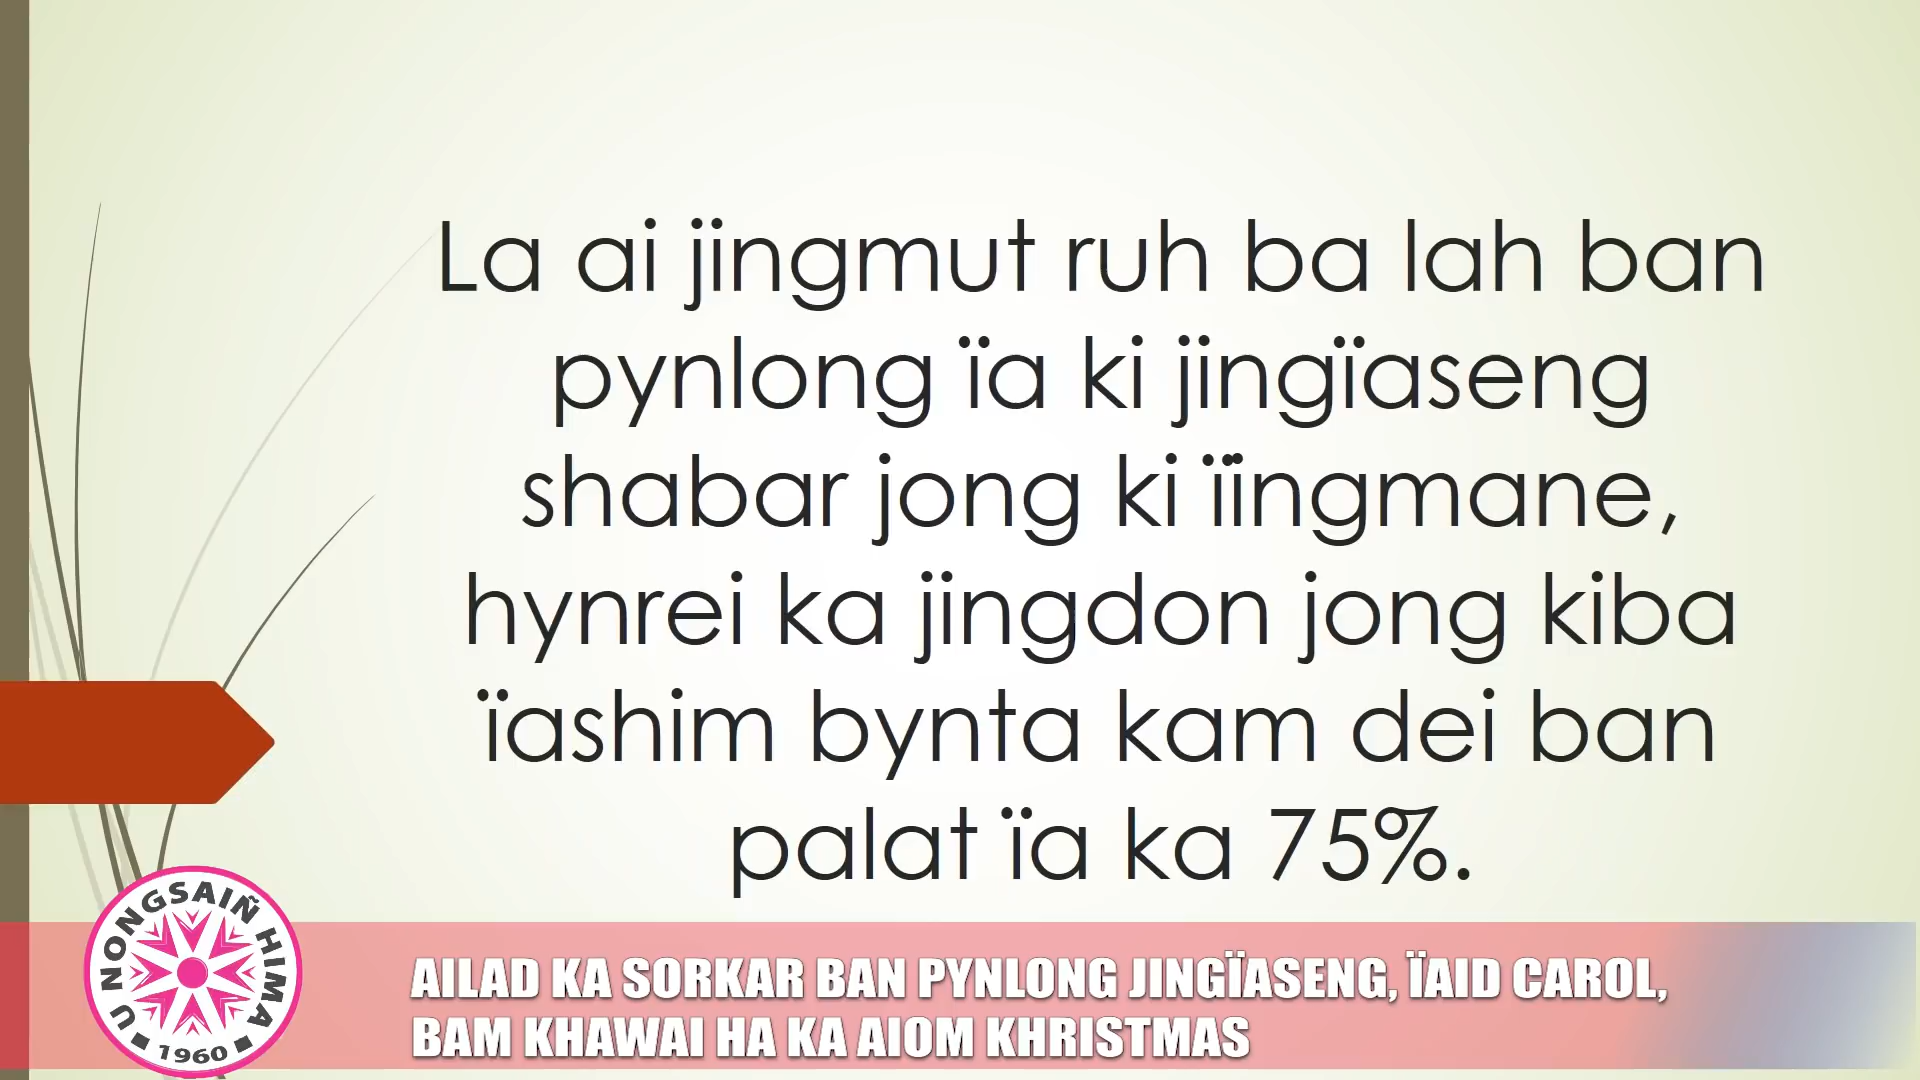 La ai jingmut ruh ba lah ban
pynlong ïa ki jingïaseng
shabar jong ki ïïngmane,
hynrei ka jingdon jong kiba
ïashim bynta kam dei ban
palat ïa ka 75%.
U NONGSAIÑ HIMA
1960
AILAD KA SORKAR BAN PYNLONG JINGÏASENG, ÏAID CAROL,
BAM KHAWAI HA KA AIOM KHRISTMAS